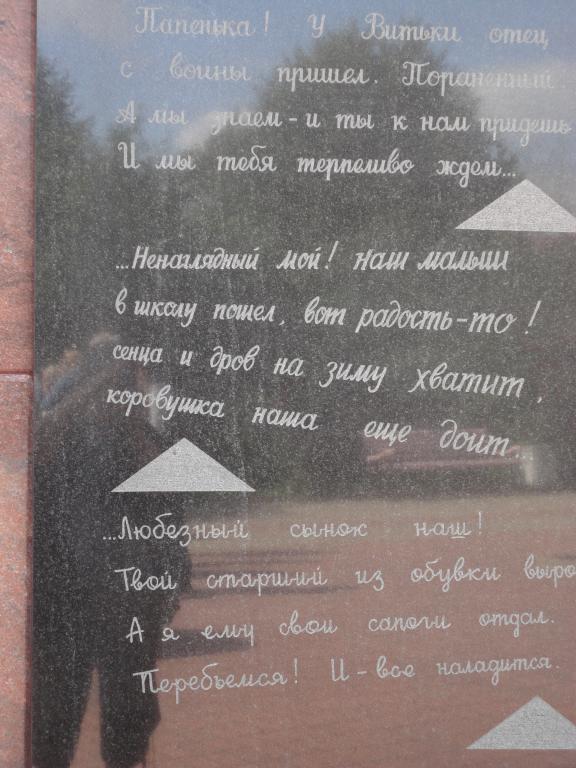 Папенька! У Витьки отец
с войны пришел. Пораненный.
А мы знаем - и ты к нам придешь
И мы тебя терпеливо ждем...
...Ненаглядный мой! наш малыш
в школу пошел, вот радость-то!
сенца и дров на зиму хватит,
коровушка наша еще доит...
...Любезный сынок наш!
Твой старший из обувки выро
А я ему свои сапоги отдал.
Перебьемся! И - все наладится.